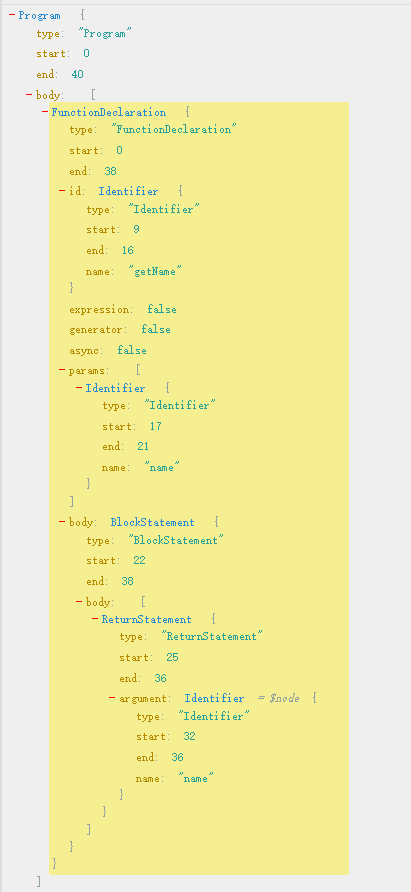 Program {
type: "Program"
start: 0
end: 40
body: [
FunctionDeclaration {
type: "FunctionDeclaration"
start: 0
end: 38
id: Identifier {
type: "Identifier"
start: 9
end: 16
name: "getName"
}
expression: false
generator: false
async: false
params: [
Identifier {
type: "Identifier"
start: 17
end: 21
name: "name"
}
]
body: BlockStatement {
type: "BlockStatement"
start: 22
end: 38
body: [
ReturnStatement {
type: "ReturnStatement"
start: 25
end: 36
argument: Identifier = $node {
type: "Identifier"
start: 32
end: 36
name: "name"
}
}
]
}
}
]